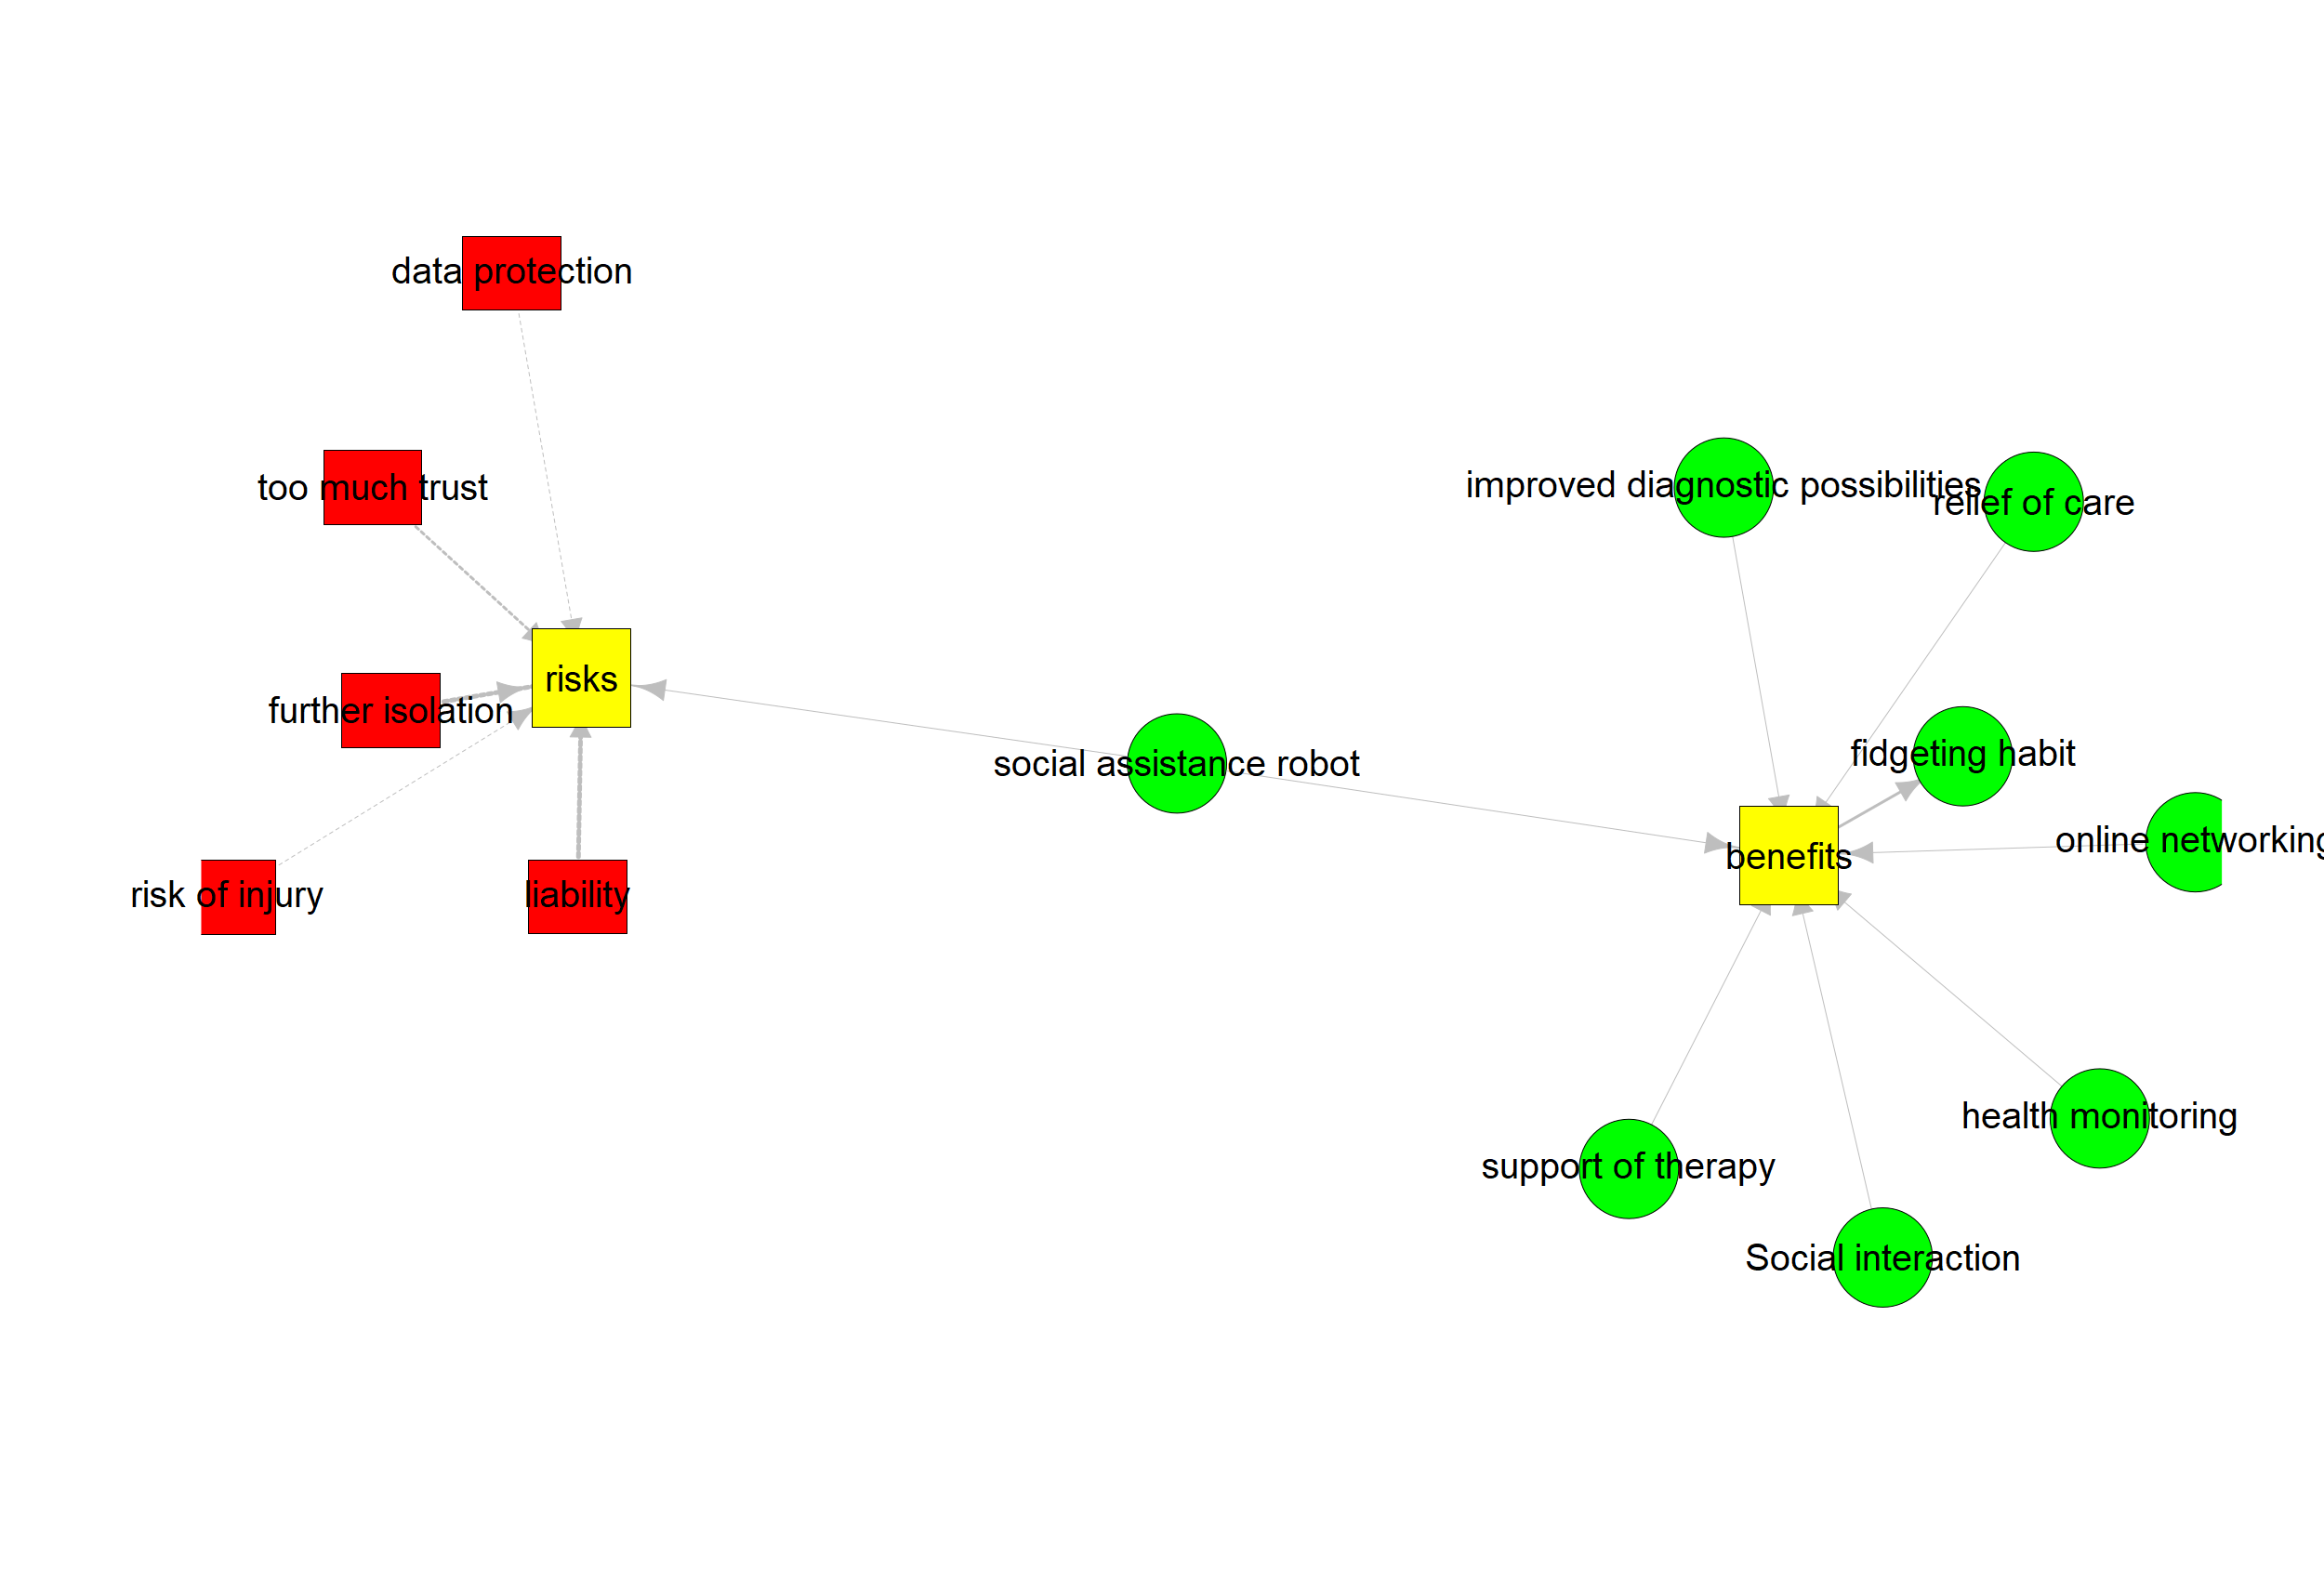 data protection
too much trust
risks
further isolation
risk of injury
liability
social assistance robot
improved diagnostic possibilities
relief of care
fidgeting habit
online networking
benefits
health monitoring
support of therapy
Social interaction